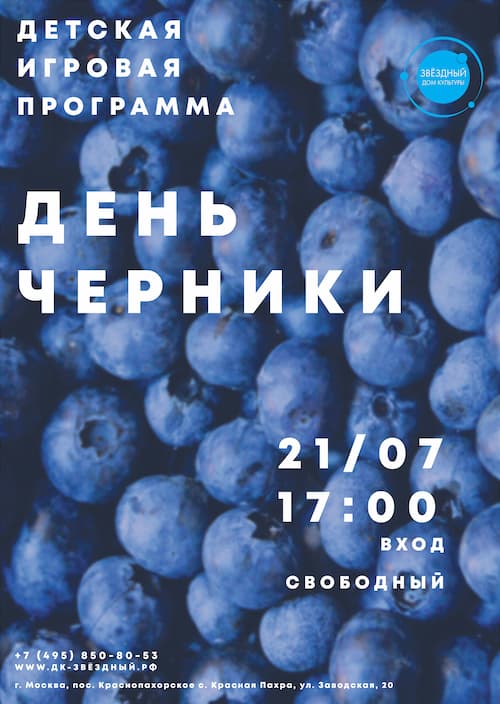 ДЕТСКАЯ
ИГРОВАЯ
ПРОГРАММА
ЗВЁЗДНЫЙ
ДОМ КУЛЬТУРЫ
ДЕНЬ
ЧЕРНИКИ
21/07
17:00
ВХОД
СВОБОДНЫЙ
+7 (495) 850-80-53
WWW.ДК-ЗВЁЗДНЫЙ.РФ
г. Москва, пос. Краснопахорское с. Красная Пахра, ул. Заводская, 20